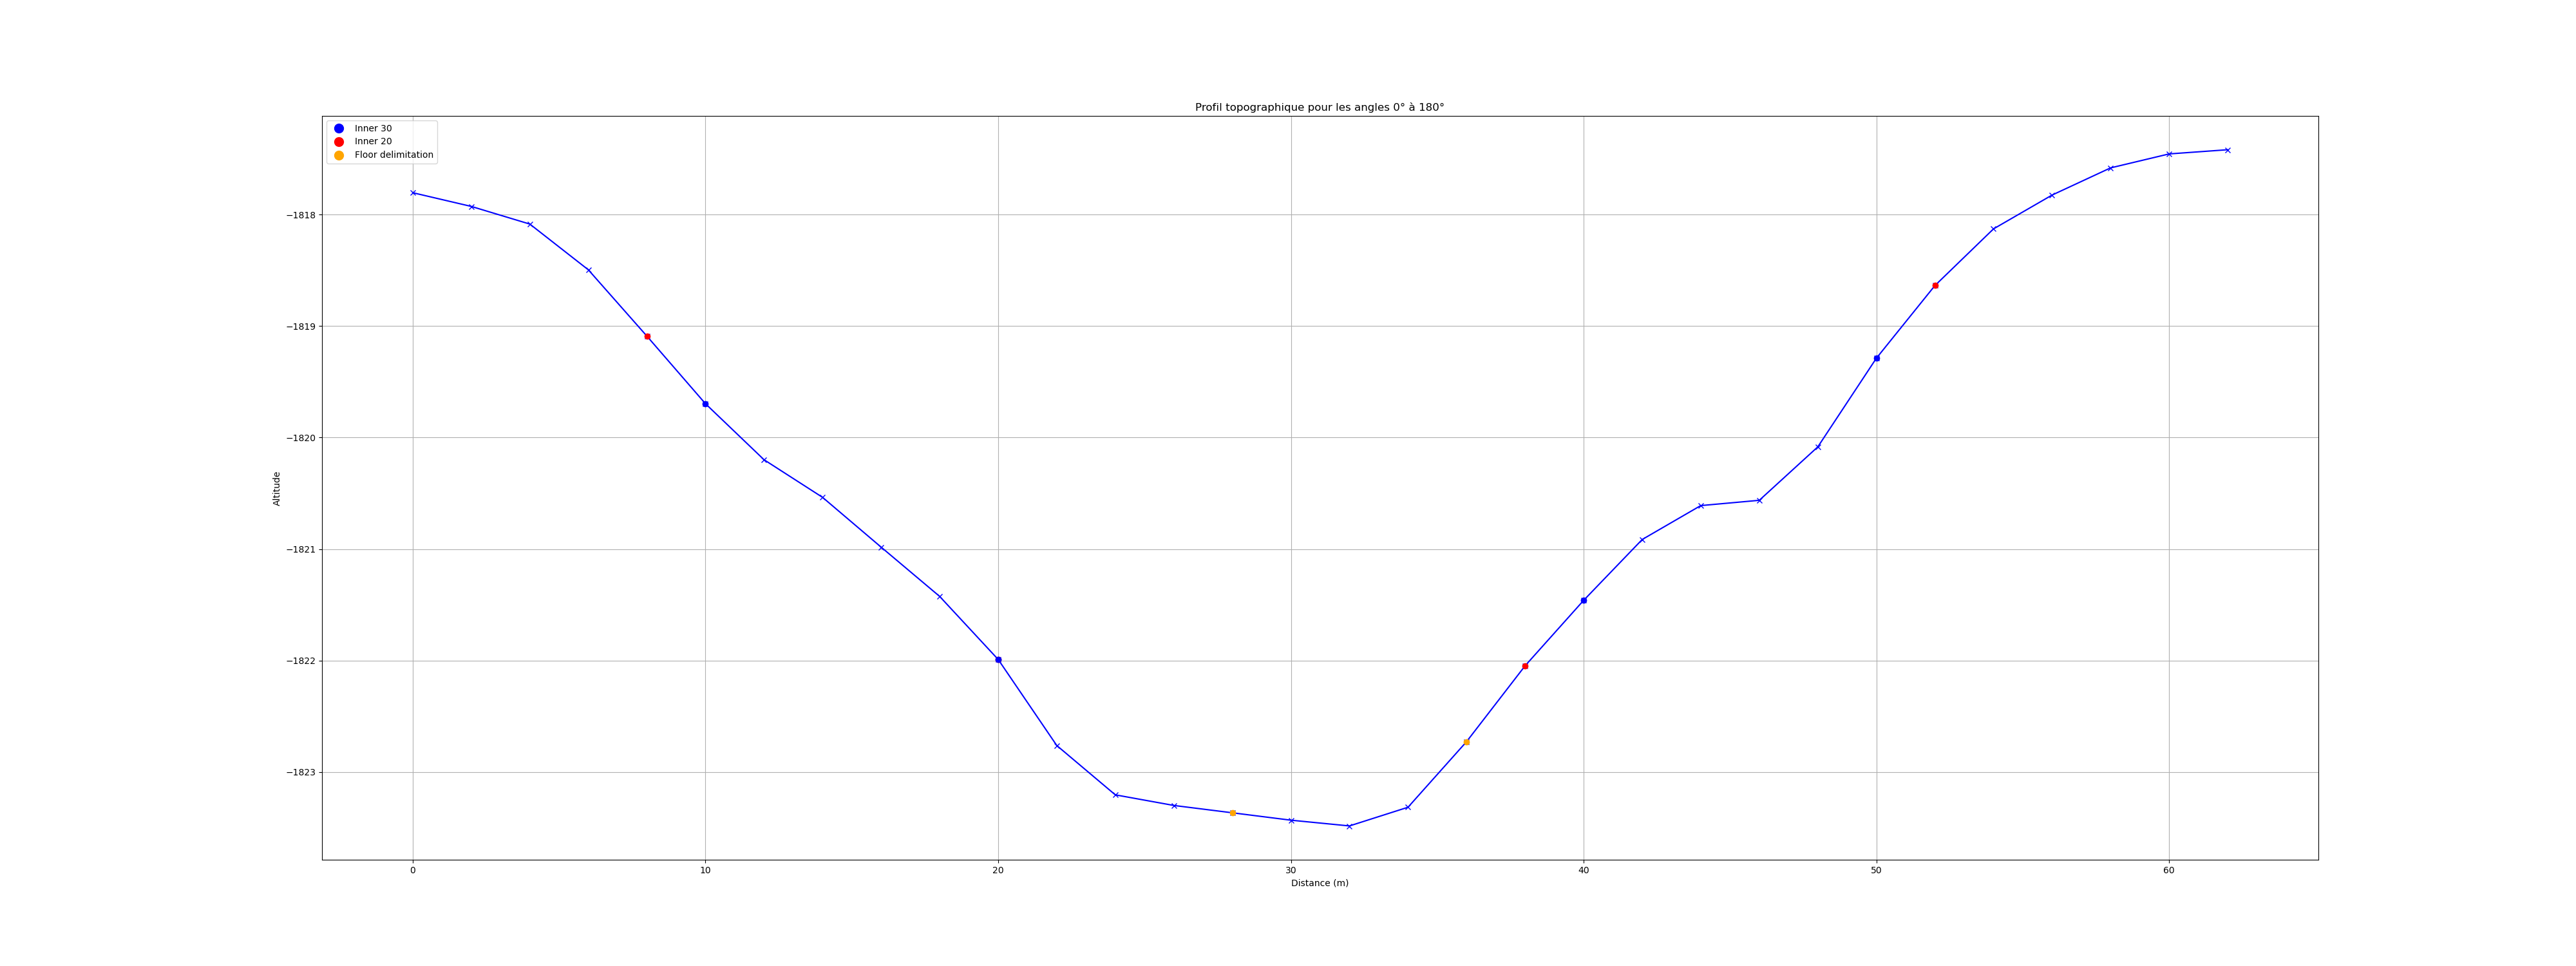 Profil topographique pour les angles 0° à 180°
Inner 30
Inner 20
Floor delimitation
−1818
−1819
−1820
−1821
−1822
−1823
Altitude
0 10 20 30 40 50 60
Distance (m)